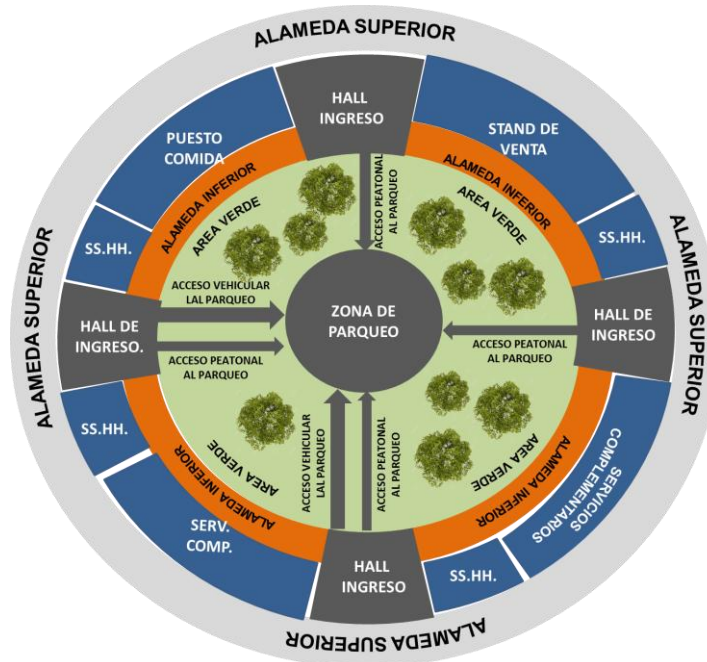 ALAMEDA SUPERIOR
HALL
INGRESO
PUESTO
COMIDA
STAND DE
VENTA
ALAMEDA INFERIOR
ALAMEDA INFERIOR
AREA VERDE
AREA VERDE
ACCESO PEATONAL
AL PARQUEO
SS.HH.
SS.HH.
ALAMEDA SUPERIOR
ALAMEDA SUPERIOR
ACCESO VEHICULAR
LAL PARQUEO
HALL DE
INGRESO.
ZONA DE
PARQUEO
HALL DE
INGRESO
ACCESO PEATONAL
AL PARQUEO
ACCESO PEATONAL
AL PARQUEO
SS.HH.
AREA VERDE
ACCESO VEHICULAR
LAL PARQUEO
ACCESO PEATONAL
AL PARQUEO
AREA VERDE
ALAMEDA INFERIOR
ALAMEDA INFERIOR
SERVICIOS
COMPLEMENTARIOS
SERV.
COMP.
HALL
INGRESO
SS.HH.
ALAMEDA SUPERIOR